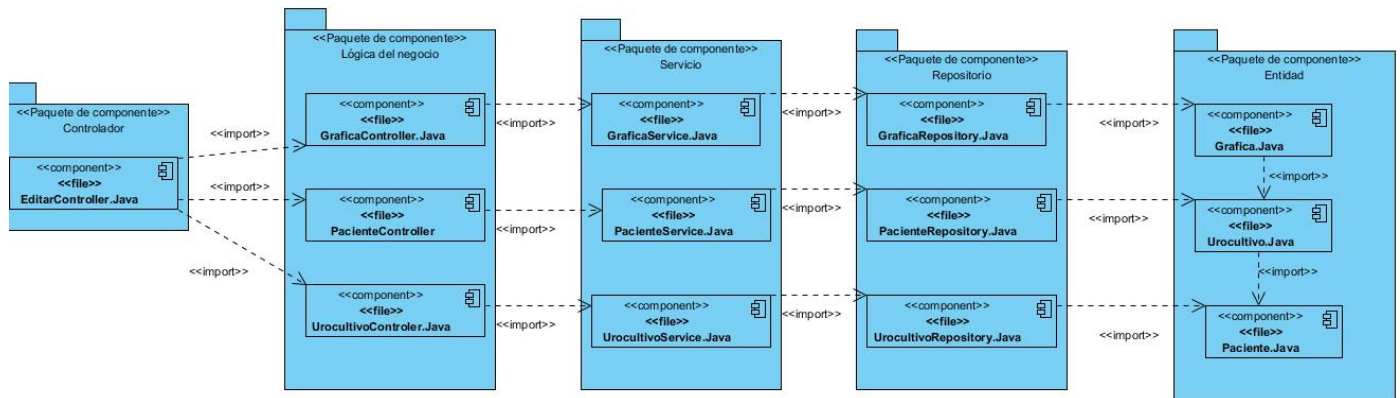 <<Paquete de componente>>
Controlador
<<component>>
<<file>>
EditarController.Java
<<import>>
<<import>>
<<import>>
<<Paquete de componente>>
Lógica del negocio
<<component>>
<<file>>
GraficaController.Java
<<component>>
<<file>>
PacienteController
<<component>>
<<file>>
UrocultivoControler.Java
<<import>>
<<import>>
<<import>>
<<Paquete de componente>>
Servicio
<<component>>
<<file>>
GraficaService.Java
<<component>>
<<file>>
PacienteService.Java
<<component>>
<<file>>
UrocultivoService.Java
<<import>>
<<import>>
<<import>>
<<Paquete de componente>>
Repositorio
<<component>>
<<file>>
GraficaRepository.Java
<<component>>
<<file>>
PacienteRepository.Java
<<component>>
<<file>>
UrocultivoRepository.Java
<<import>>
<<import>>
<<import>>
<<Paquete de componente>>
Entidad
<<component>>
<<file>>
Grafica.Java
<<import>>
<<component>>
<<file>>
Urocultivo.Java
<<import>>
<<component>>
<<file>>
Paciente.Java